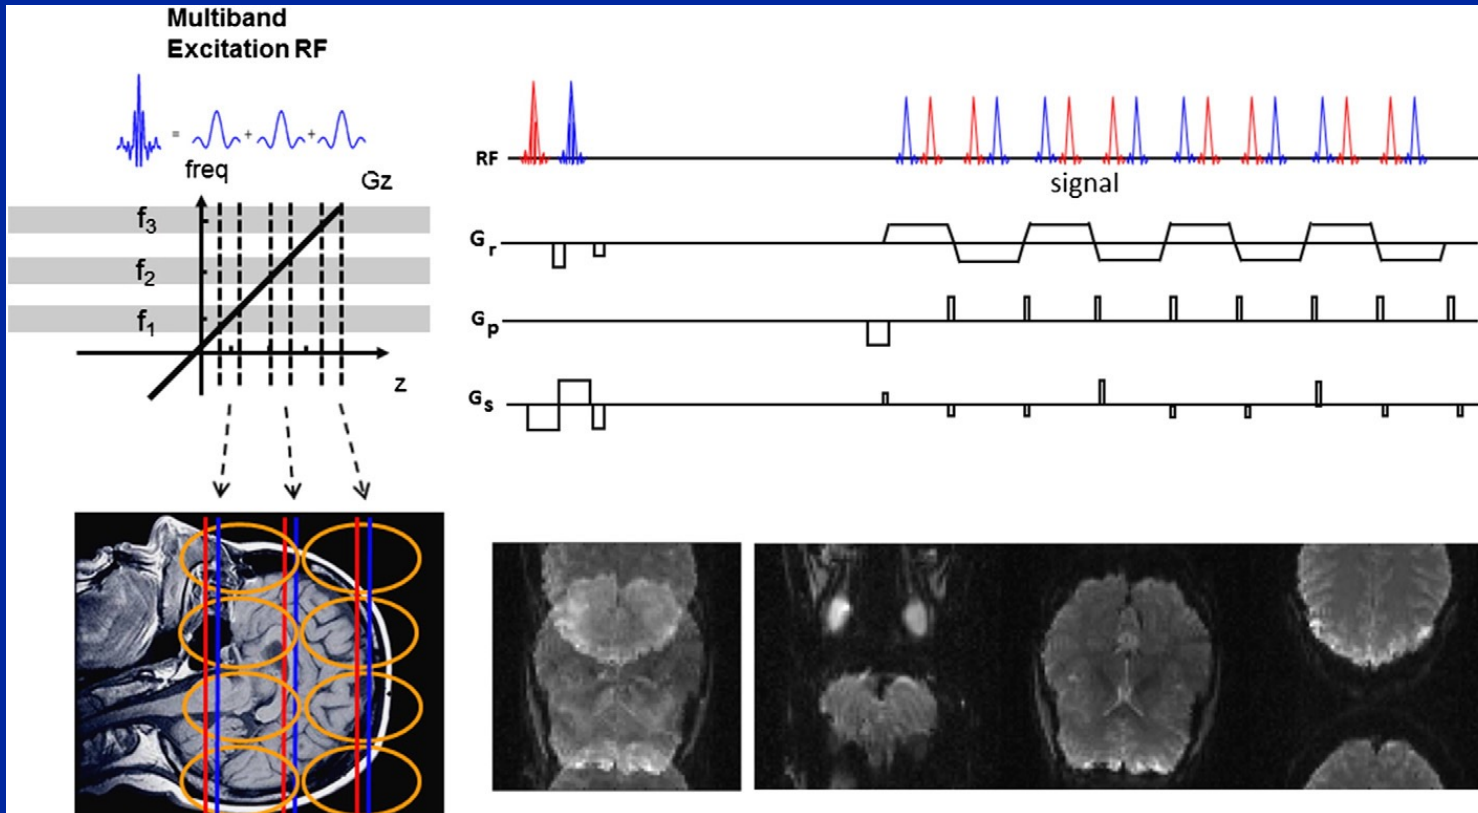 Multiband
Excitation RF
= + +
freq
Gz
f3
f2
f1
z
RF
signal
Gr
Gp
Gs